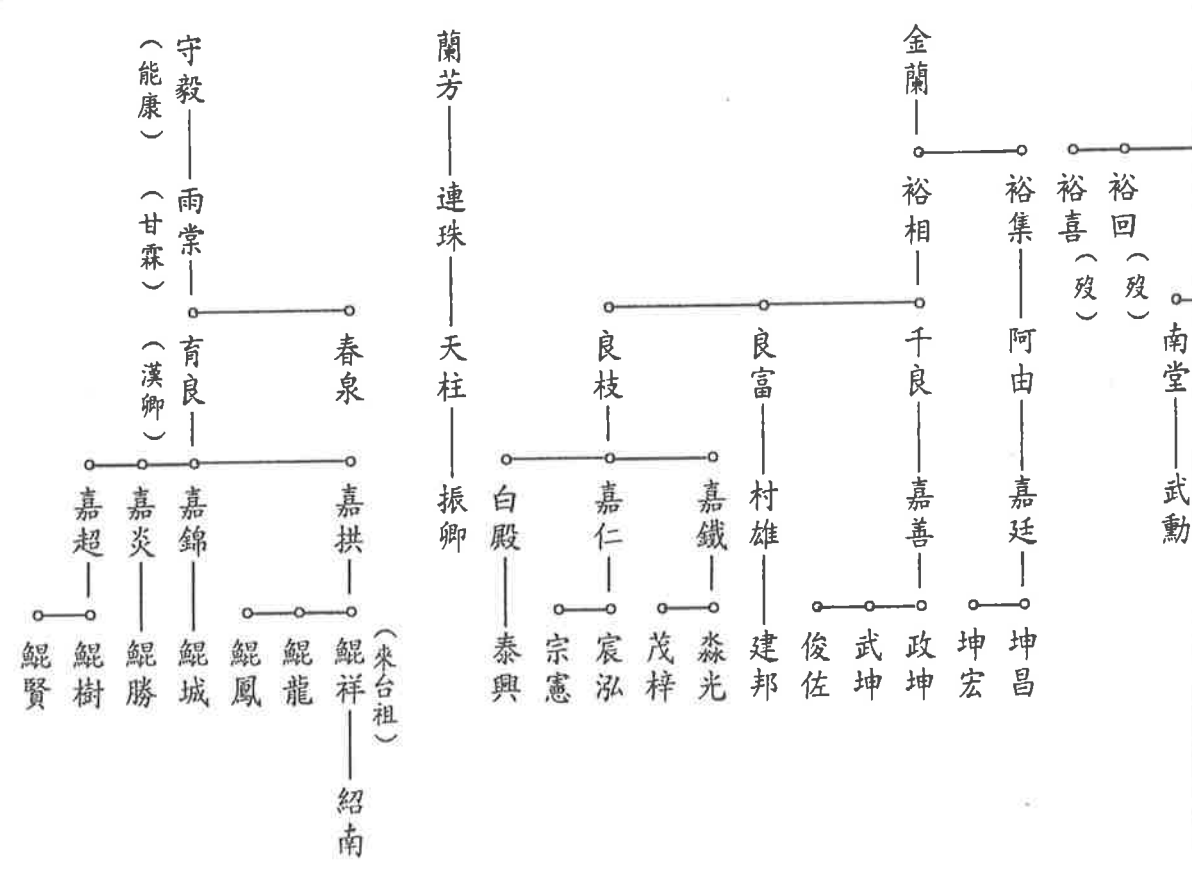 裕回（歿）
裕喜（歿）
南堂
武勳
金蘭
裕集
裕相
阿由
千良
良富
良枝
嘉廷
嘉善
村雄
嘉鐵
嘉仁
白殿
坤昌
坤宏
政坤
武坤
俊佐
建邦
淼光
茂梓
宸泓
宗憲
泰興
蘭芳
連珠
天柱
振卿
守毅（能康）
雨棠（甘霖）
春泉
育良（漢卿）
嘉拱
嘉錦
嘉炎
嘉超
鯤祥（來台祖）
鯤龍
鯤鳳
鯤城
鯤勝
鯤樹
鯤賢
紹南